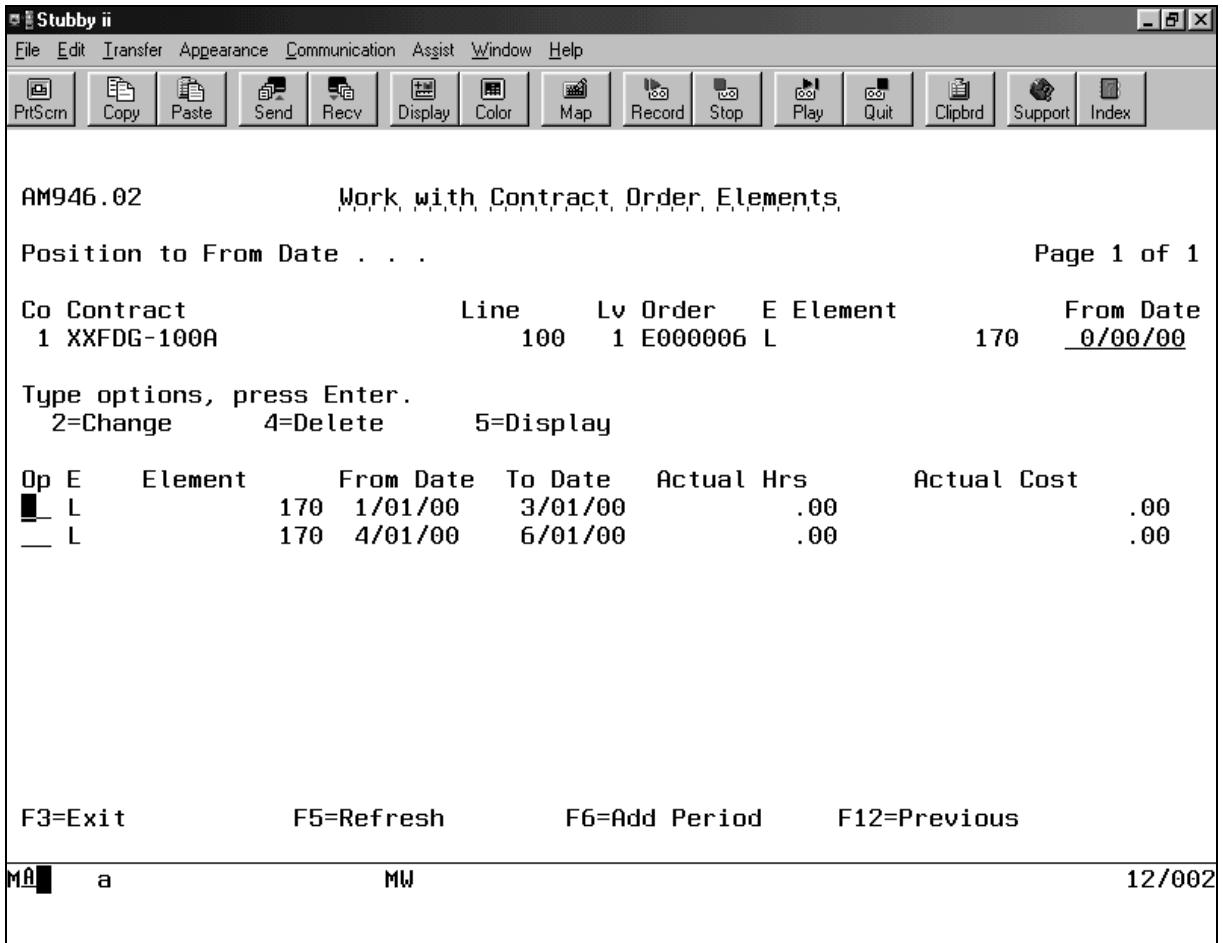 Stubby ii
File Edit Transfer Appearance Communication Assist Window Help
PrtScrn Copy Paste Send Recv Display Color Map Record Stop Play Quit Clipbrd Support Index
AM946.02 Work with Contract Order Elements
Position to From Date . . . Page 1 of 1
Co Contract Line Lv Order E Element From Date
1 XXFDG-100A 100 1 E000006 L 170 0/00/00
Type options, press Enter.
2=Change 4=Delete 5=Display
Op E Element From Date To Date Actual Hrs Actual Cost
L 170 1/01/00 3/01/00 .00 .00
L 170 4/01/00 6/01/00 .00 .00
F3=Exit F5=Refresh F6=Add Period F12=Previous
MA a MW 12/002